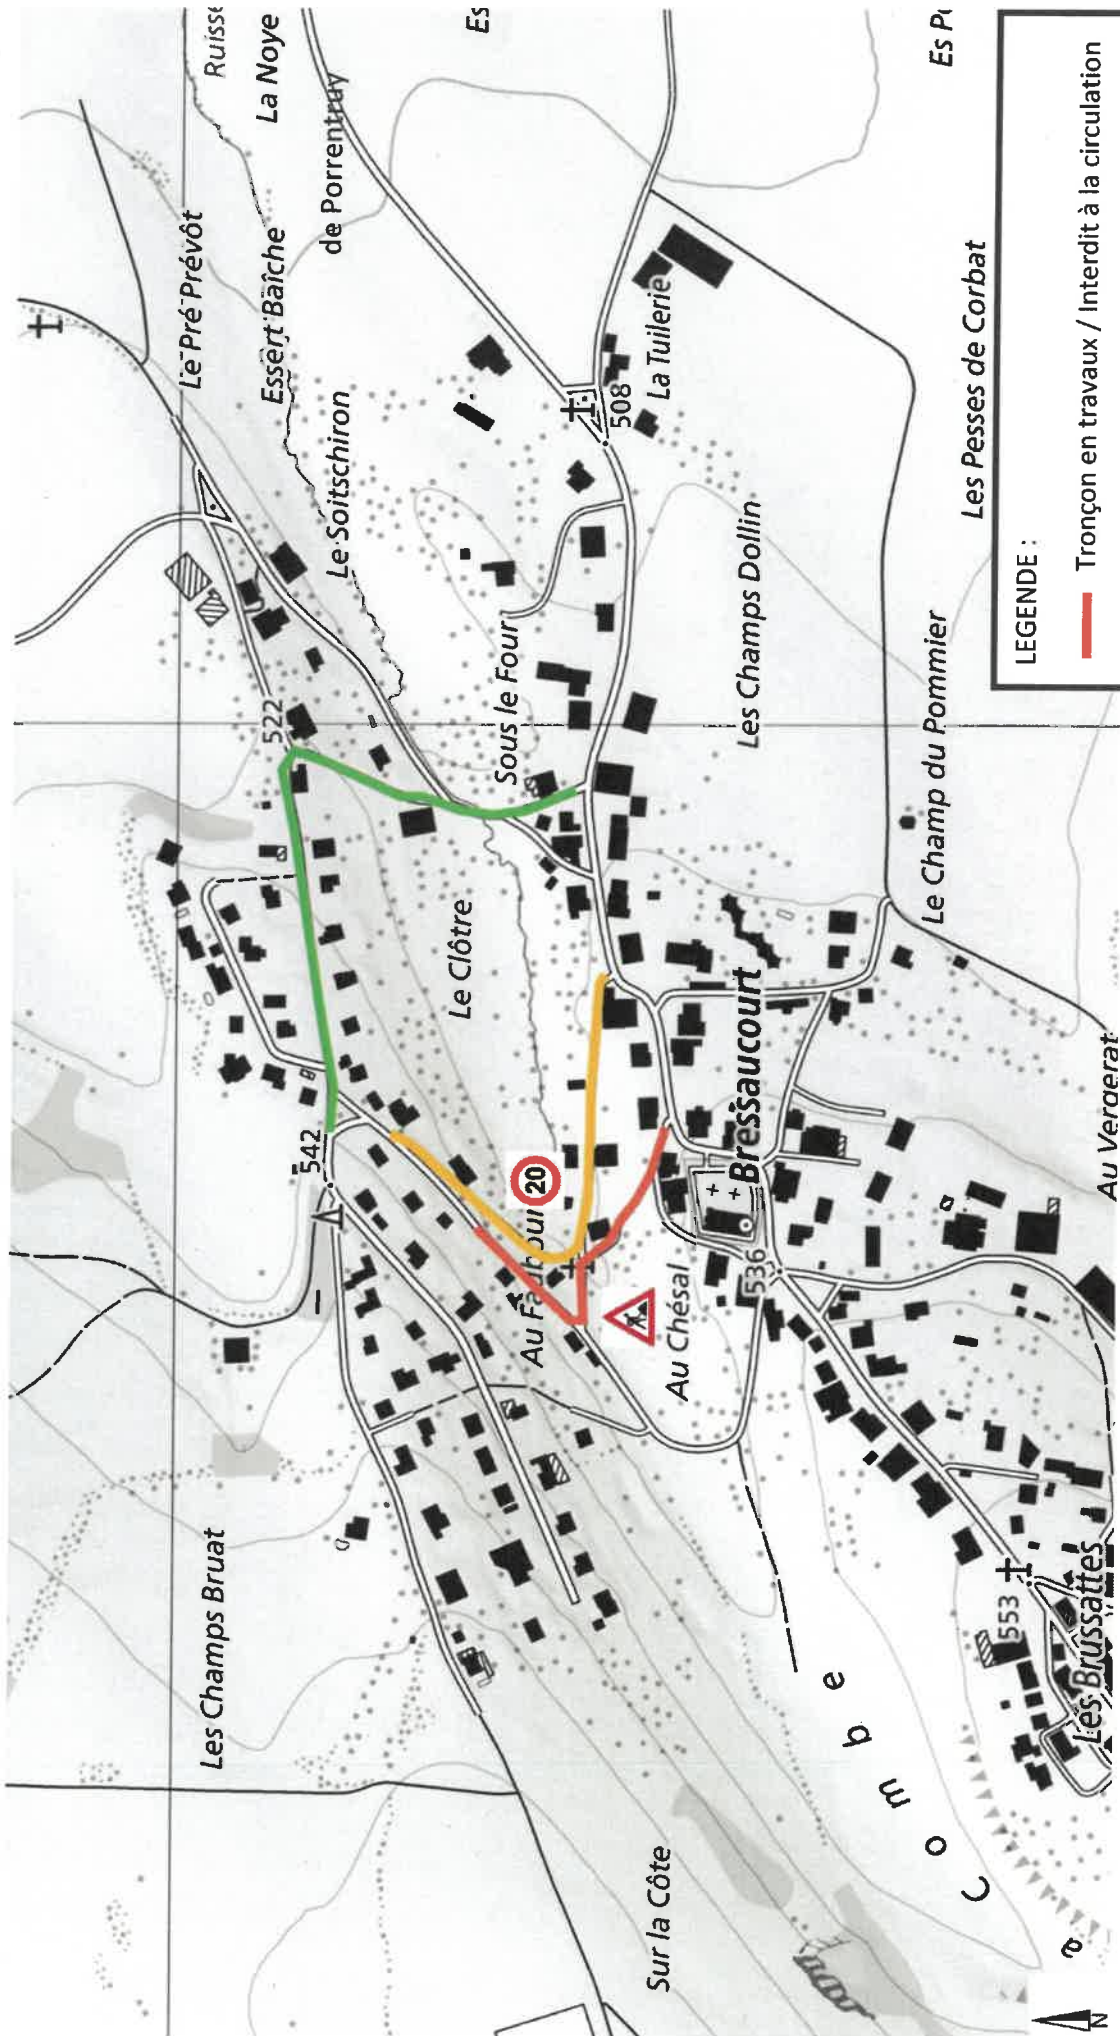 Ruisse
La Noye
Es
Es P
Le Pré Prévôt
Essert Baîche
de Porrentruy
Le Soitschiron
508
La Tuilerie
Les Pesses de Corbat
522
Sous le Four
Les Champs Dollin
Le Champ du Pommier
Le Clôtre
542
20
Au Faubour
Bressaucourt
Au Vergerat
536
Au Chésal
Les Champs Bruat
553
Les Brussattes
Sur la Côte
e Combe
N
LEGENDE :
Tronçon en travaux / Interdit à la circulation